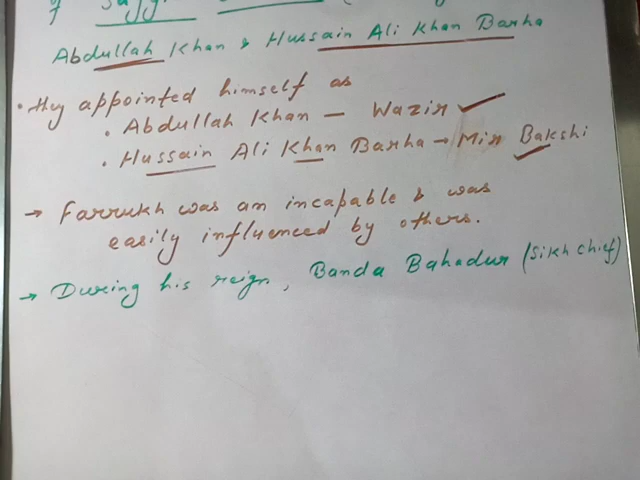 Abdullah Khan & Hussain Ali Khan Barha
• They appointed himself as
• Abdullah Khan – Wazir ✓
• Hussain Ali Khan Barha → Mir Bakshi ✓
→ Farrukh was an incapable & was
easily influenced by others.
→ During his reign, Banda Bahadur (Sikh chief)